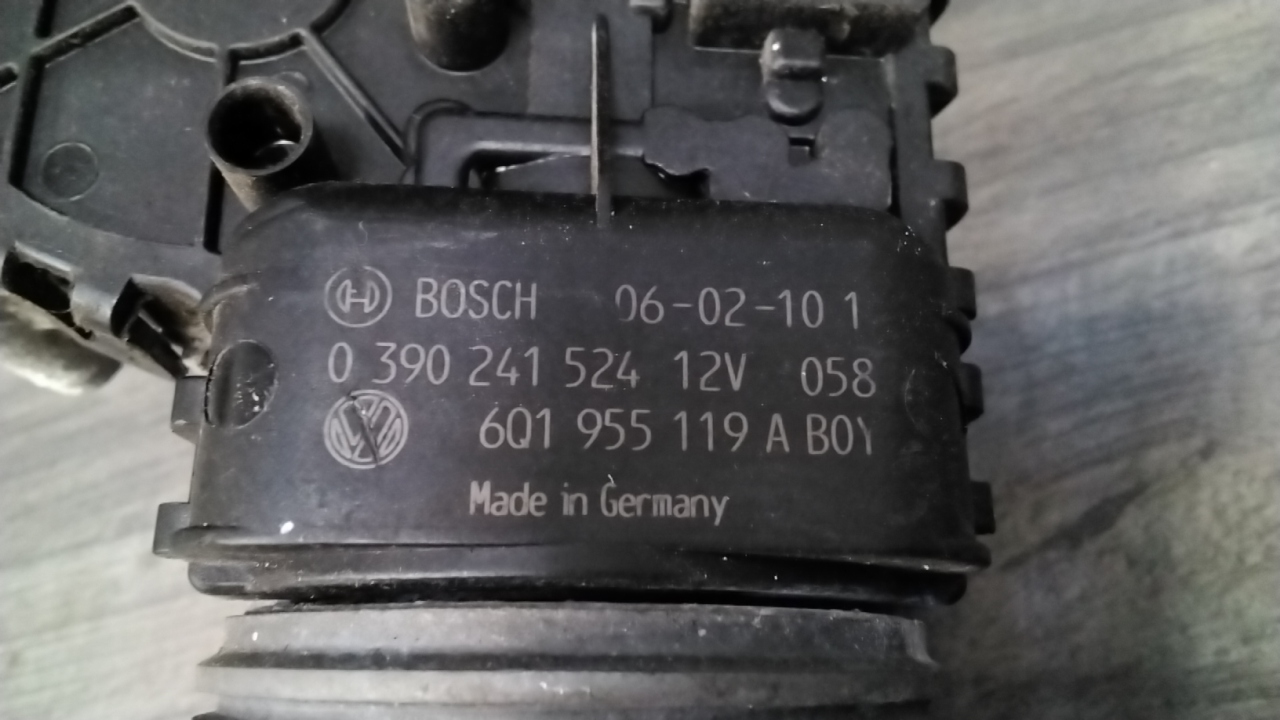 BOSCH 06-02-10 1
0 390 241 524 12V 058
6Q1 955 119 A BOY
Made in Germany